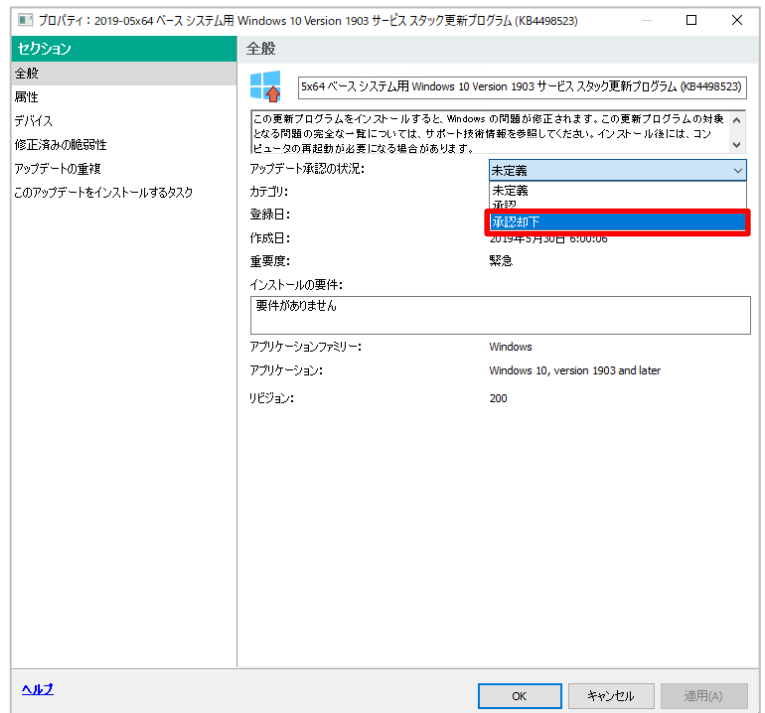 プロパティ：2019-05x64 ベース システム用 Windows 10 Version 1903 サービス スタック更新プログラム (KB4498523)
セクション
全般
属性
デバイス
修正済みの脆弱性
アップデートの重複
このアップデートをインストールするタスク
全般
5x64 ベース システム用 Windows 10 Version 1903 サービス スタック更新プログラム (KB4498523)
この更新プログラムをインストールすると、Windows の問題が修正されます。この更新プログラムの対象
となる問題の完全な一覧については、サポート技術情報を参照してください。インストール後には、コン
ピュータの再起動が必要になる場合があります。
アップデート承認の状況:
未定義
カテゴリ:
未定義
承認
登録日:
承認却下
作成日:
2019年5月30日 6:00:06
重要度:
緊急
インストールの要件:
要件がありません
アプリケーションファミリー:
Windows
アプリケーション:
Windows 10, version 1903 and later
リビジョン:
200
ヘルプ
OK
キャンセル
適用(A)